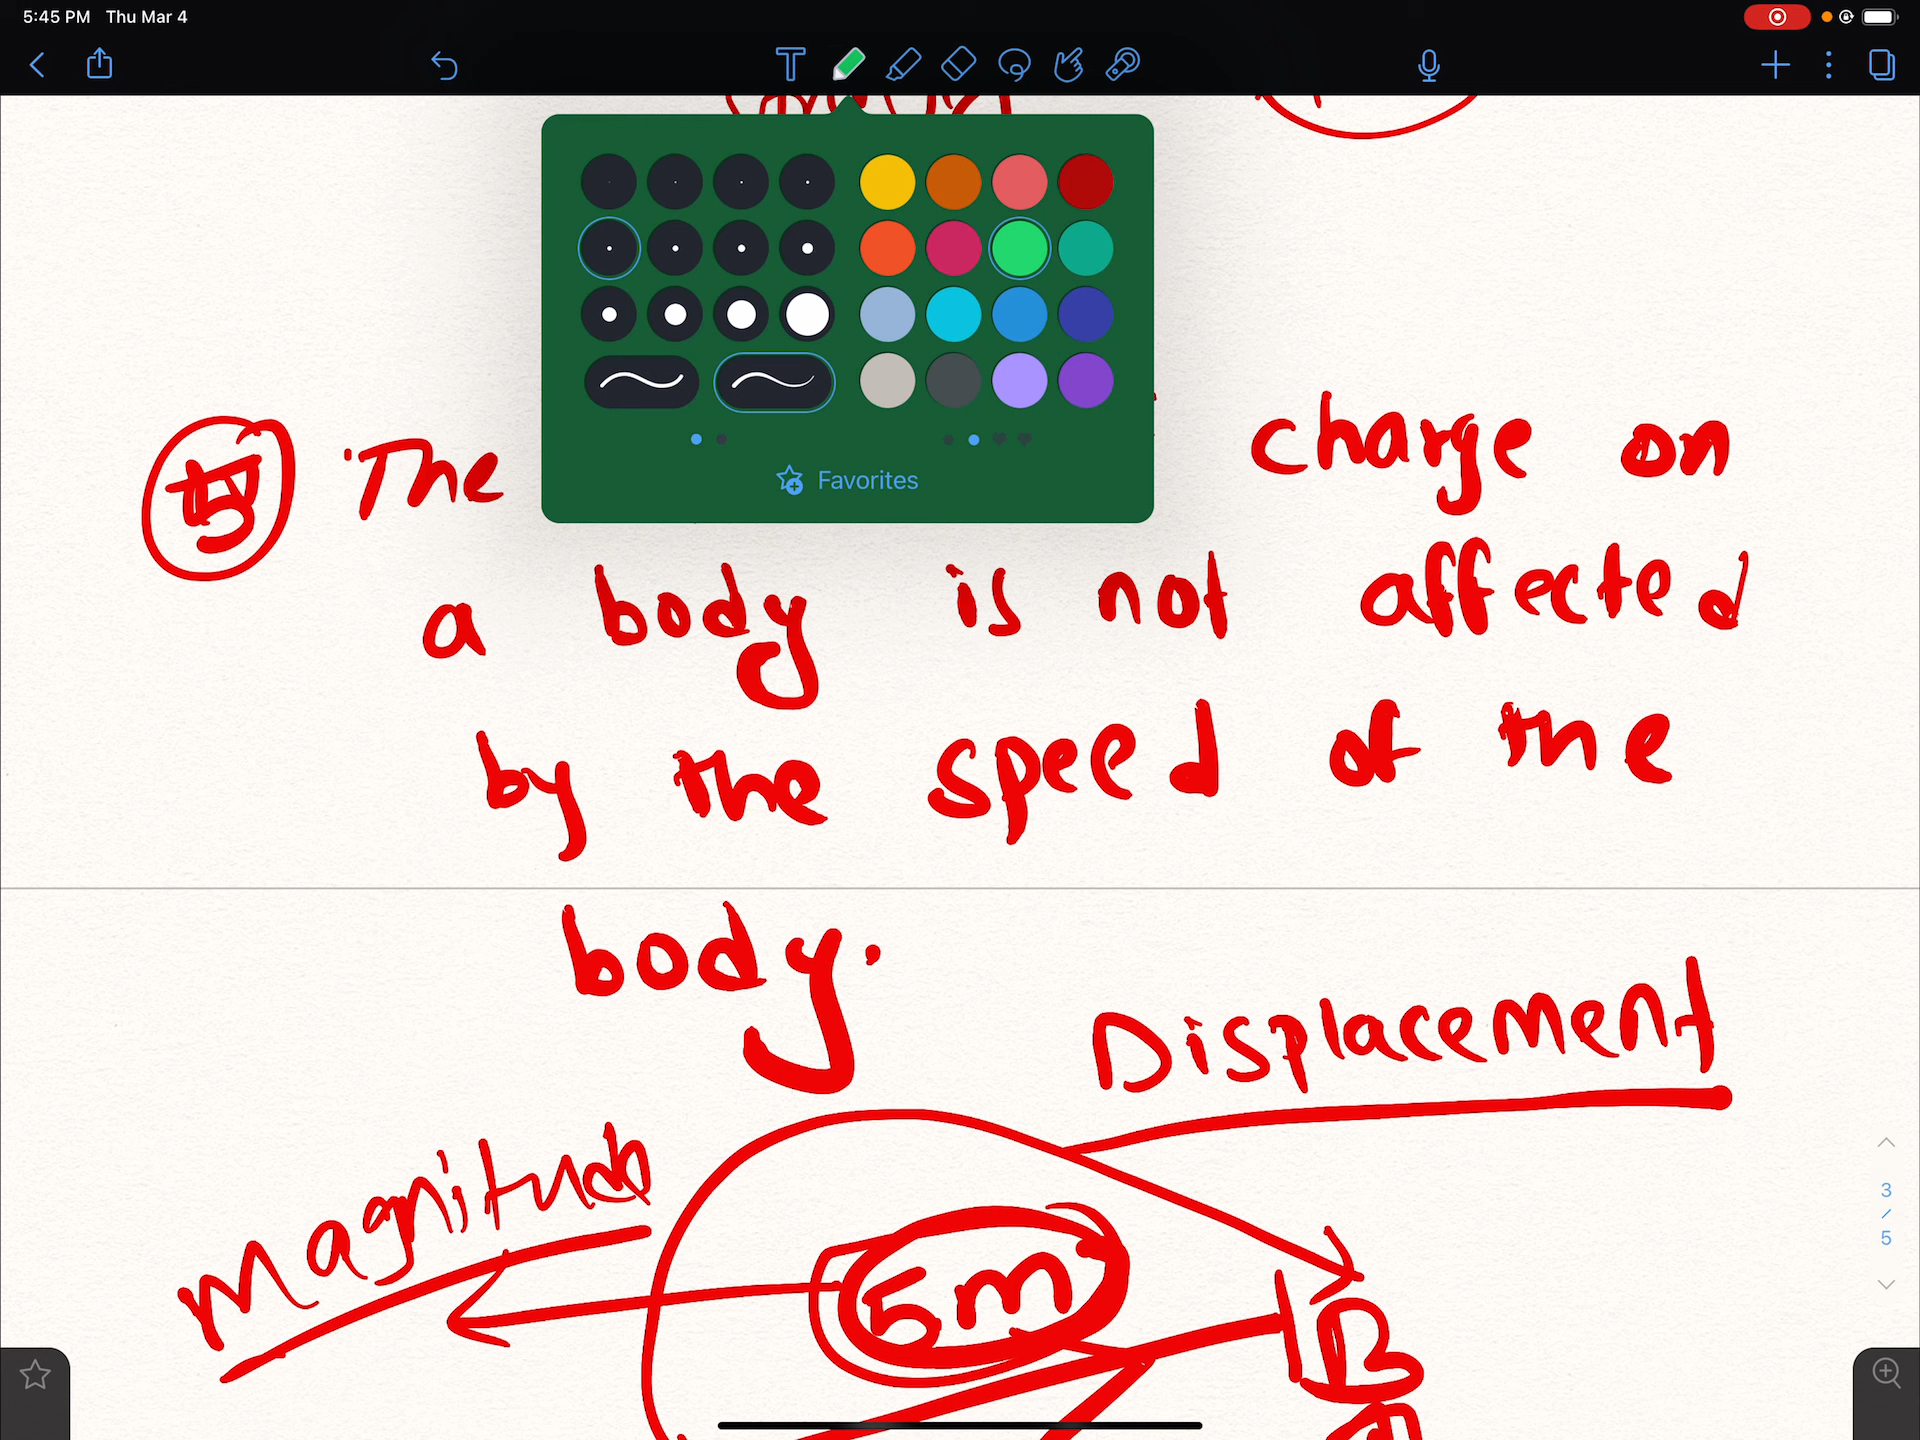 5:45 PM Thu Mar 4
Favorites
5 The charge on
a body is not affected
by the speed of the
body.
Displacement
Magnitude
5m
B
3
/
5